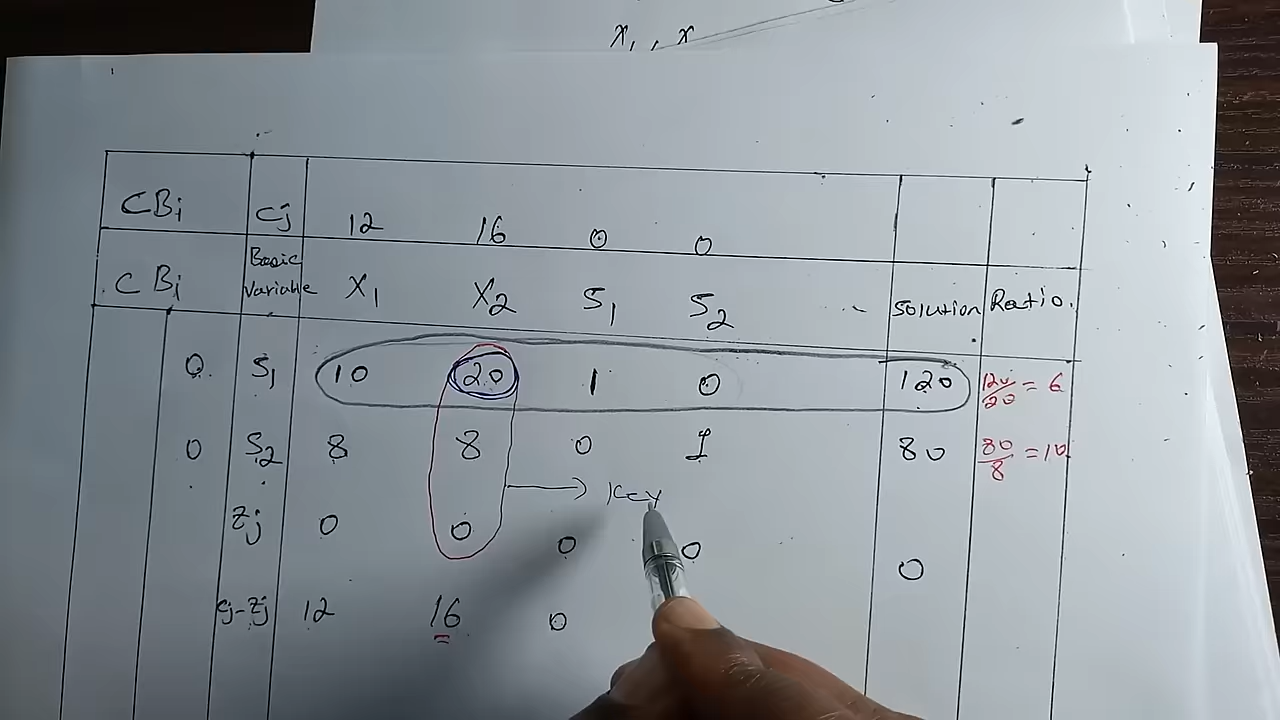 X₁, X
CBi Cj 12 16 0 0
CBi Basic Variable X₁ X₂ S₁ S₂ Solution Ratio.
0 S₁ 10 20 1 0 120 120/20 = 6
0 S₂ 8 8 0 1 80 80/8 = 10
Key
Zj 0 0 0 0 0
Cj-Zj 12 16 0